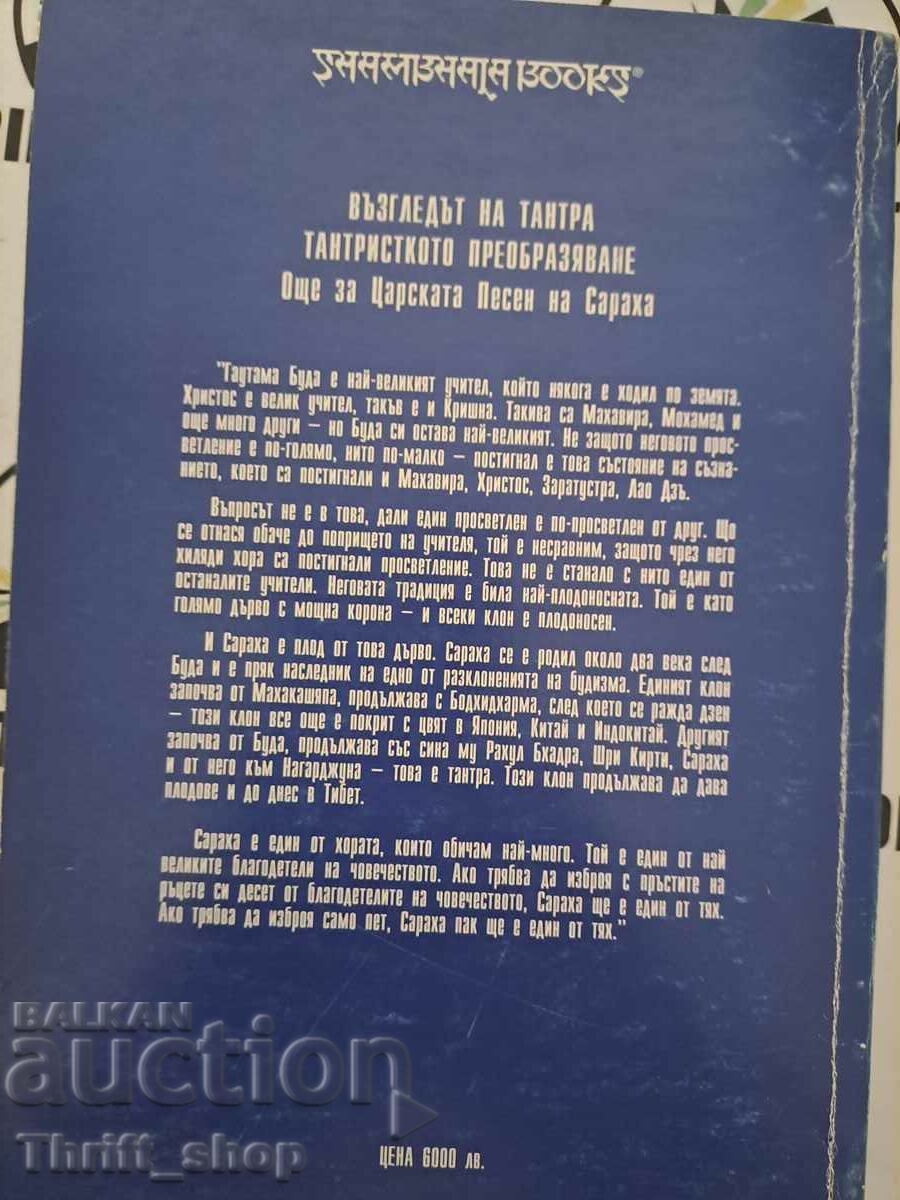 SHAMBHALA BOOKS®
ВЪЗГЛЕДЪТ НА ТАНТРА
ТАНТРИСТКОТО ПРЕОБРАЗЯВАНЕ
Още за Царската Песен на Сараха
"Гаутама Буда е най-великият учител, който някога е ходил по земята.
Христос е велик учител, такъв е и Кришна. Такива са Махавира, Мохамед и
още много други – но Буда си остава най-великият. Не защото неговото прос-
ветление е по-голямо, нито по-малко – постигнал е това състояние на съзна-
нието, което са постигнали и Махавира, Христос, Заратустра, Лао Дзъ.
Въпросът не е в това, дали един просветлен е по-просветлен от друг. Що
се отнася обаче до попрището на учителя, той е несравним, защото чрез него
хиляди хора са постигнали просветление. Това не е станало с нито един от
останалите учители. Неговата традиция е била най-плодоносната. Той е като
голямо дърво с мощна корона – и всеки клон е плодоносен.
И Сараха е плод от това дърво. Сараха се е родил около два века след
Буда и е пряк наследник на едно от разклоненията на будизма. Единият клон
започва от Махакашяпа, продължава с Бодхидхарма, след което се ражда дзен
– този клон все още е покрит с цвят в Япония, Китай и Индокитай. Другият
започва от Буда, продължава със сина му Рахул Бхадра, Шри Кирти, Сараха
и от него към Нагарджуна – това е тантра. Този клон продължава да дава
плодове и до днес в Тибет.
Сараха е един от хората, които обичам най-много. Той е един от най
великите благодетели на човечеството. Ако трябва да изброя с пръстите на
ръцете си десет от благодетелите на човечеството, Сараха ще е един от тях.
Ако трябва да изброя само пет, Сараха пак ще е един от тях."
BALKAN
auction
Thrift_shop
ЦЕНА 6000 лв.